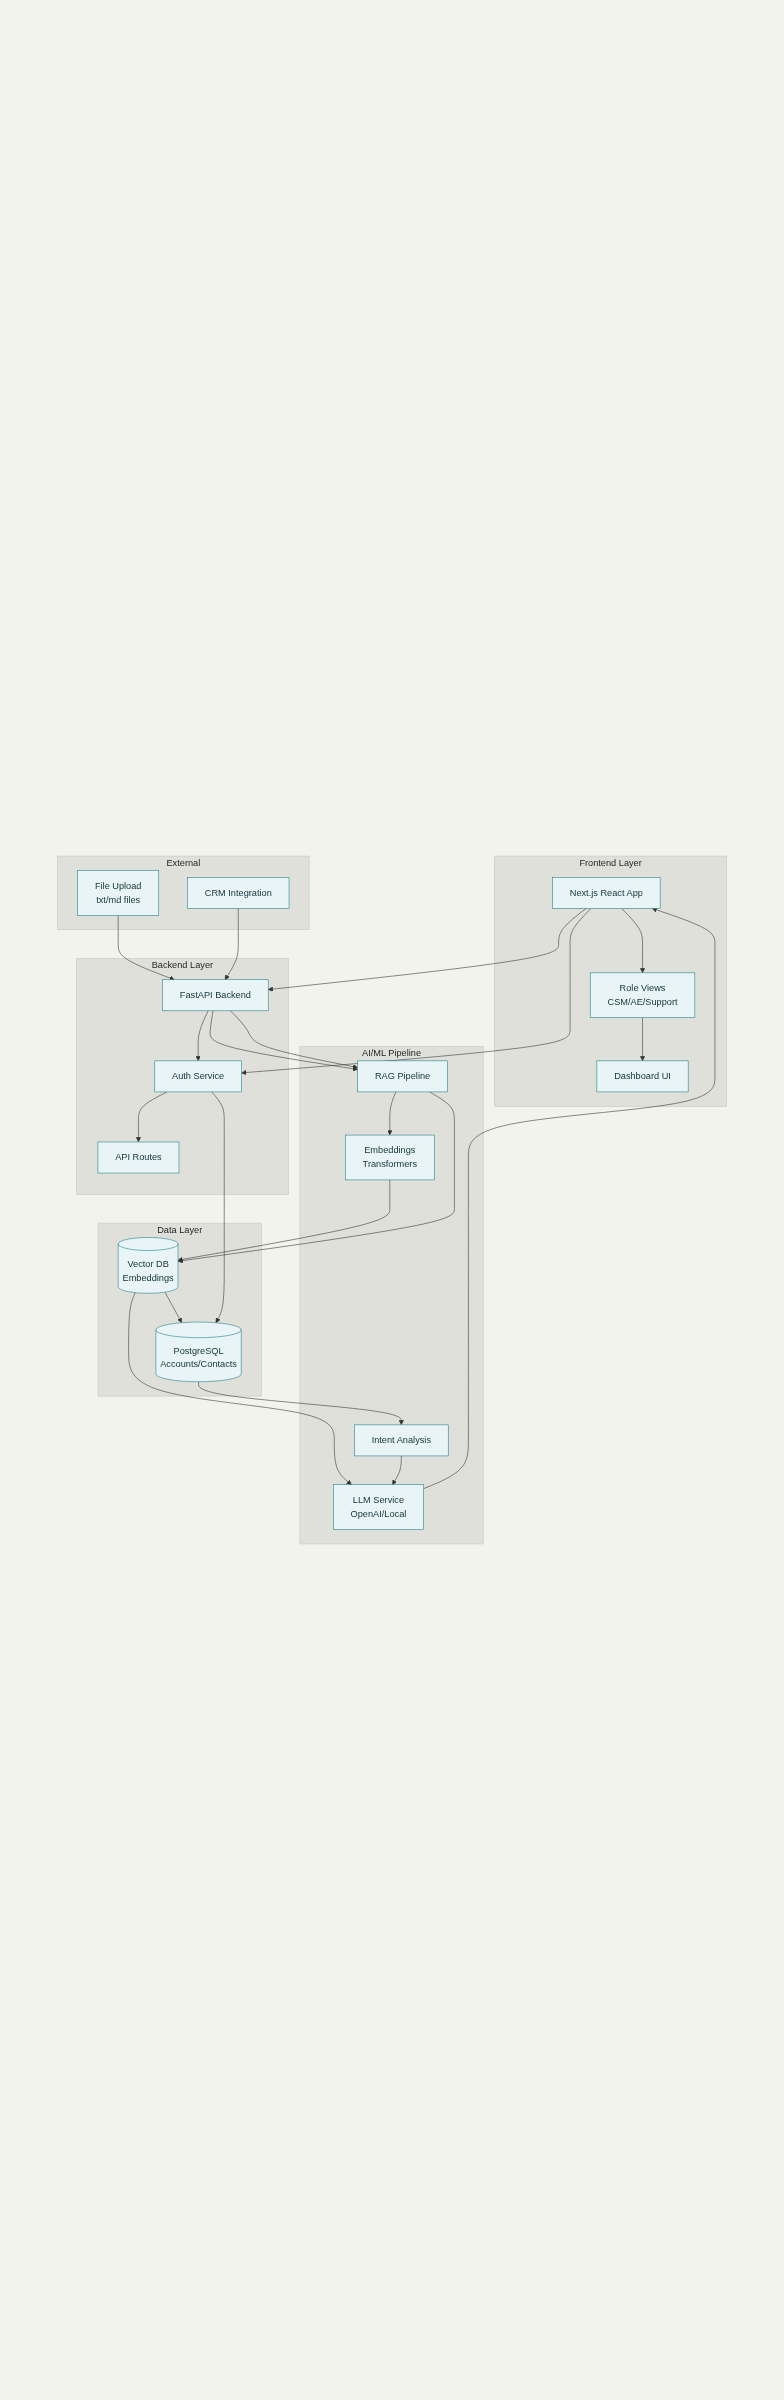 External
File Upload
txt/md files
CRM Integration
Frontend Layer
Next.js React App
Role Views
CSM/AE/Support
Dashboard UI
Backend Layer
FastAPI Backend
Auth Service
API Routes
AI/ML Pipeline
RAG Pipeline
Embeddings
Transformers
Data Layer
Vector DB
Embeddings
PostgreSQL
Accounts/Contacts
Intent Analysis
LLM Service
OpenAI/Local